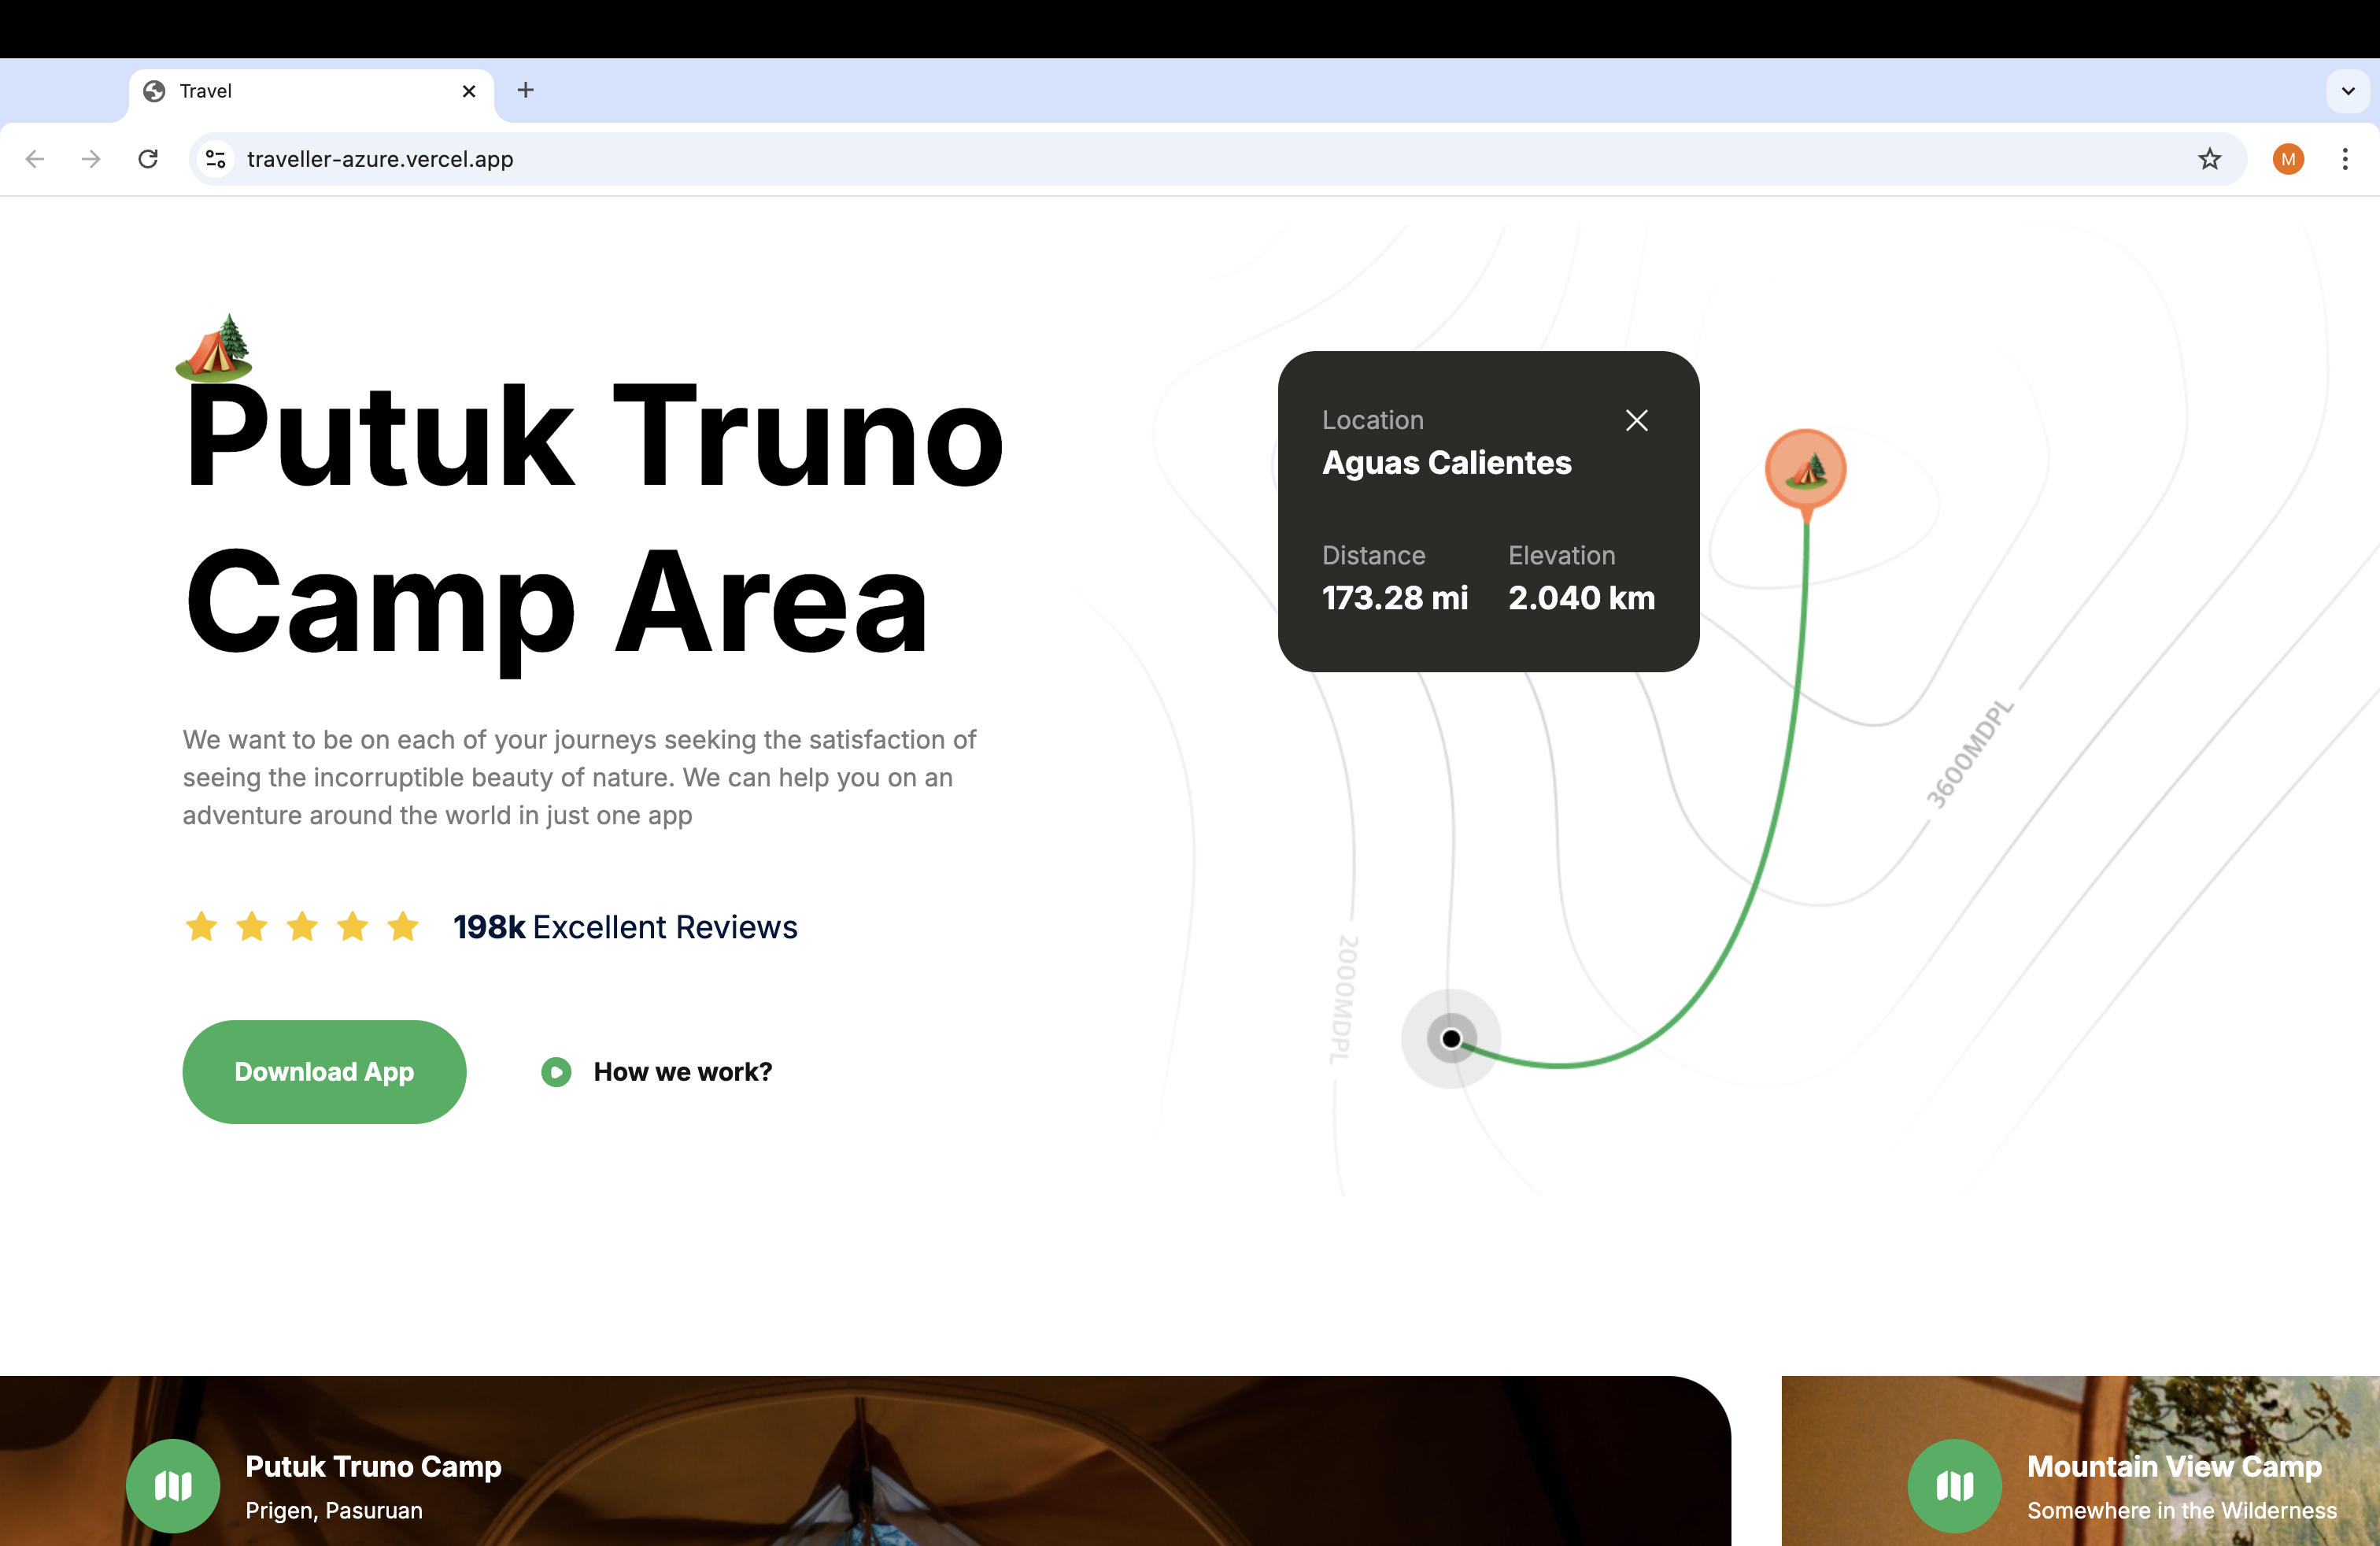 Travel
traveller-azure.vercel.app
M
Putuk Truno
Camp Area
We want to be on each of your journeys seeking the satisfaction of
seeing the incorruptible beauty of nature. We can help you on an
adventure around the world in just one app
198k Excellent Reviews
Download App
How we work?
Location
Aguas Calientes
Distance
Elevation
173.28 mi
2.040 km
3600MDPL
2000MDPL
Putuk Truno Camp
Prigen, Pasuruan
Mountain View Camp
Somewhere in the Wilderness